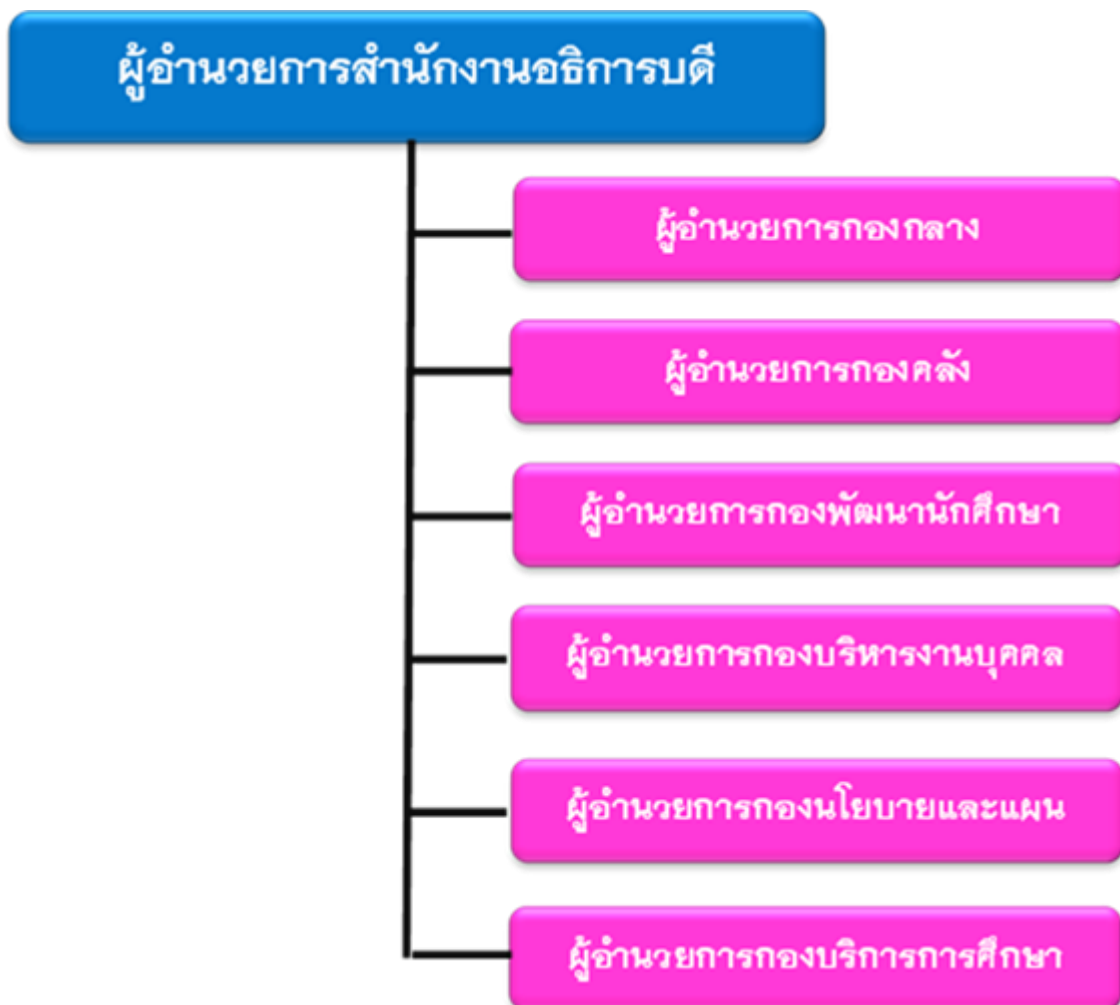 ผู้อำนวยการสำนักงานอธิการบดี
ผู้อำนวยการกองกลาง
ผู้อำนวยการกองคลัง
ผู้อำนวยการกองพัฒนานักศึกษา
ผู้อำนวยการกองบริหารงานบุคคล
ผู้อำนวยการกองนโยบายและแผน
ผู้อำนวยการกองบริการการศึกษา